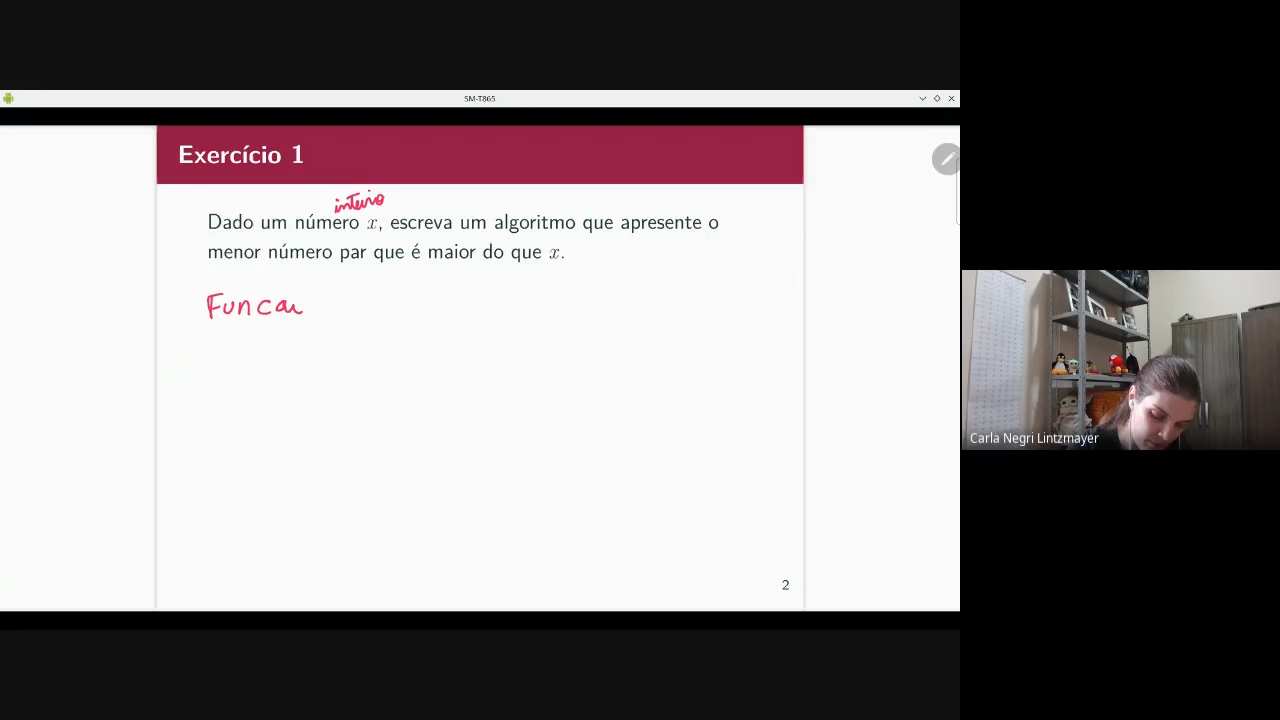 SM-T865
Exercício 1
inteiro
Dado um número x, escreva um algoritmo que apresente o
menor número par que é maior do que x.
Funcao
2
Carla Negri Lintzmayer